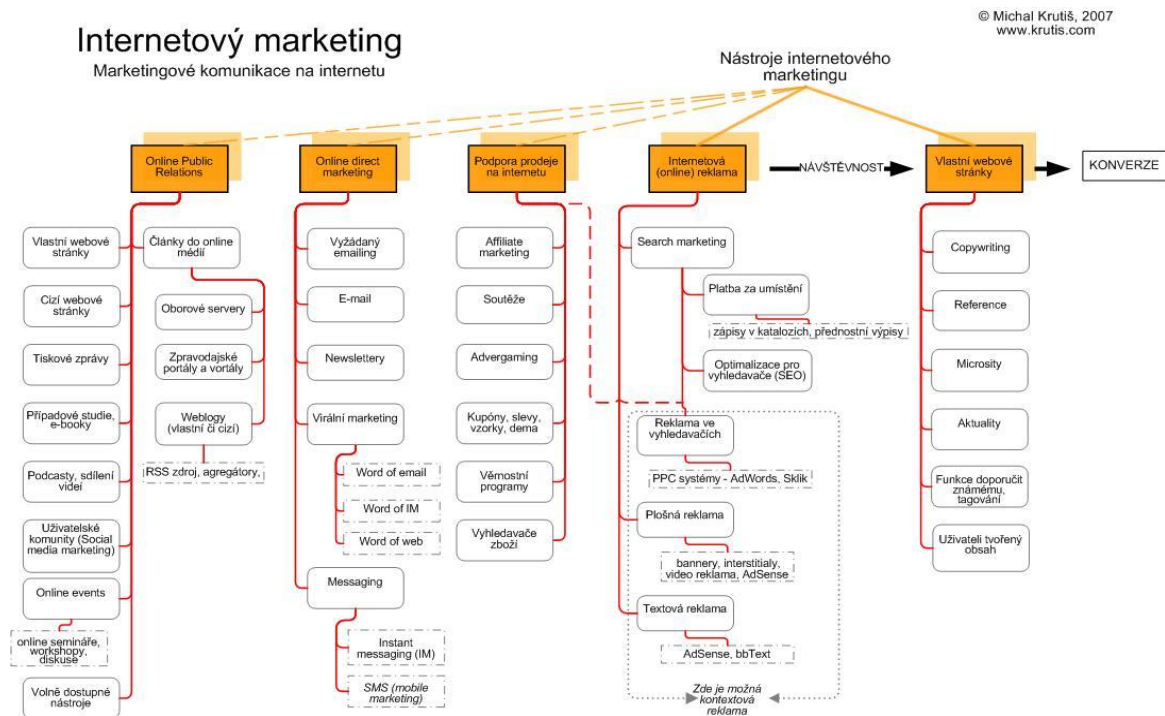 © Michal Krutiš, 2007
www.krutis.com
Internetový marketing
Marketingové komunikace na internetu
Nástroje internetového
marketingu
Online Public
Relations
Online direct
marketing
Podpora prodeje
na internetu
Internetová
(online) reklama
NÁVŠTĚVNOST
Vlastní webové
stránky
KONVERZE
Vlastní webové
stránky
Cizí webové
stránky
Tiskové zprávy
Případové studie,
e-booky
Podcasty, sdílení
videí
Uživatelské
komunity (Social
media marketing)
Online events
online semináře,
workshopy,
diskuse
Volně dostupné
nástroje
Články do online
médií
Oborové servery
Zpravodajské
portály a vortály
Weblogy
(vlastní či cizí)
RSS zdroj, agregátory,
Vyžádaný
emailing
E-mail
Newslettery
Virální marketing
Word of email
Word of IM
Word of web
Messaging
Instant
messaging (IM)
SMS (mobile
marketing)
Affiliate
marketing
Soutěže
Advergaming
Kupóny, slevy,
vzorky, dema
Věrnostní
programy
Vyhledavače
zboží
Search marketing
Platba za umístění
zápisy v katalozích, přednostní výpisy
Optimalizace pro
vyhledavače (SEO)
Reklama ve
vyhledavačích
PPC systémy - AdWords, Sklik
Plošná reklama
bannery, interstitialy,
video reklama, AdSense
Textová reklama
AdSense, bbText
Zde je možná
kontextová
reklama
Copywriting
Reference
Microsity
Aktuality
Funkce doporučit
známému,
tagování
Uživateli tvořený
obsah